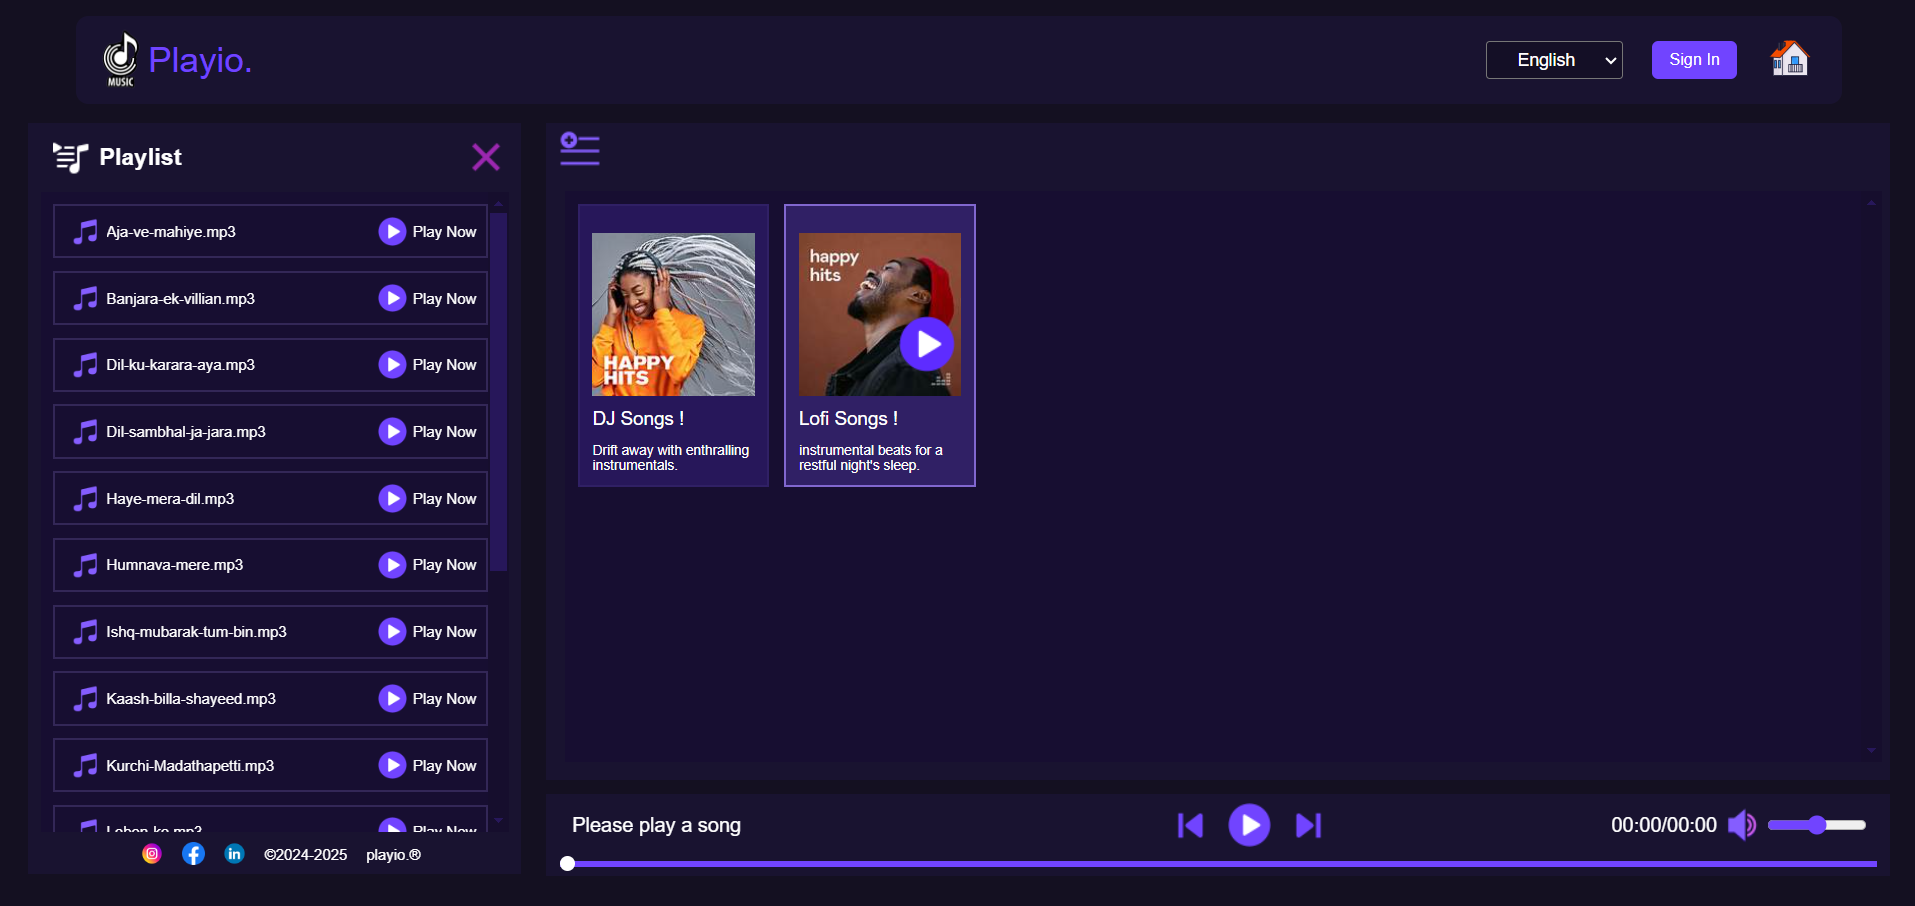 MUSIC
Playio.
English
Sign In
Playlist
Aja-ve-mahiye.mp3 Play Now
Banjara-ek-villian.mp3 Play Now
Dil-ku-karara-aya.mp3 Play Now
Dil-sambhal-ja-jara.mp3 Play Now
Haye-mera-dil.mp3 Play Now
Humnava-mere.mp3 Play Now
Ishq-mubarak-tum-bin.mp3 Play Now
Kaash-billa-shayeed.mp3 Play Now
Kurchi-Madathapetti.mp3 Play Now
Play Now
©2024-2025 playio.®
HAPPY
HITS
DJ Songs !
Drift away with enthralling
instrumentals.
happy
hits
Lofi Songs !
instrumental beats for a
restful night's sleep.
Please play a song
00:00/00:00